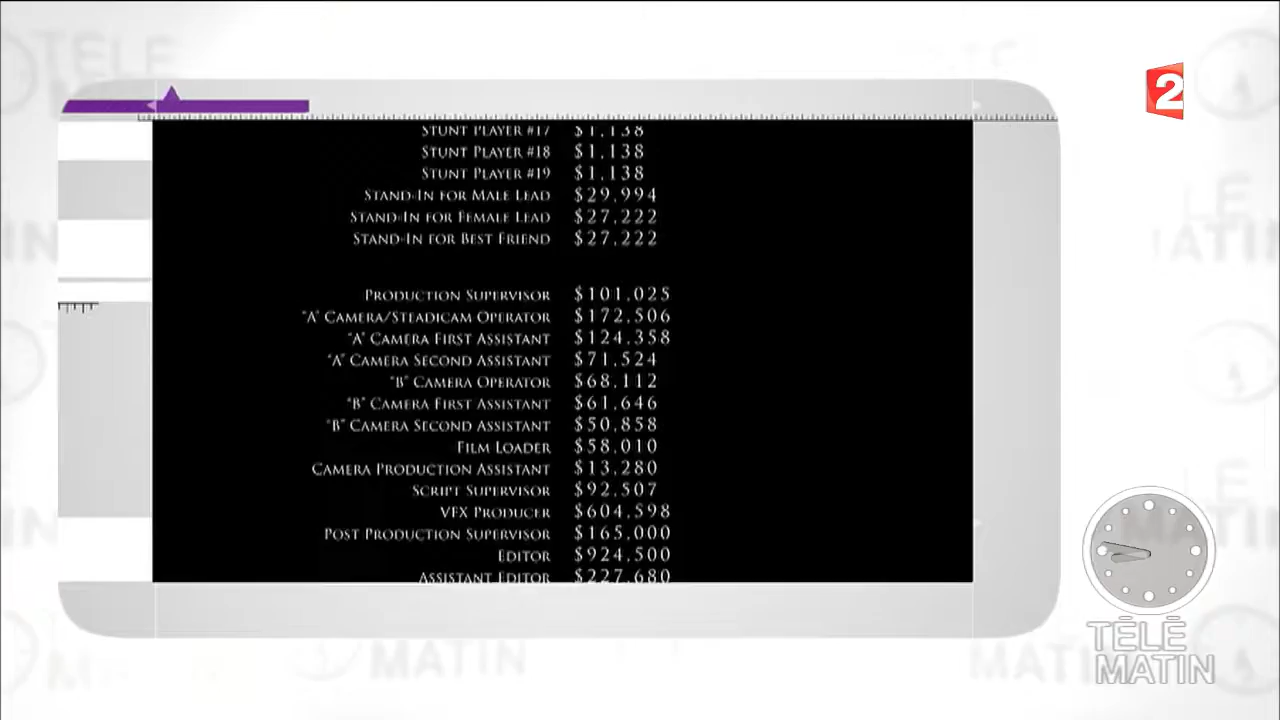 2
STUNT PLAYER #17 $1,138
STUNT PLAYER #18 $1,138
STUNT PLAYER #19 $1,138
STAND-IN FOR MALE LEAD $29,994
STAND-IN FOR FEMALE LEAD $27,222
STAND-IN FOR BEST FRIEND $27,222
PRODUCTION SUPERVISOR $101,025
"A" CAMERA/STEADICAM OPERATOR $172,506
"A" CAMERA FIRST ASSISTANT $124,358
"A" CAMERA SECOND ASSISTANT $71,524
"B" CAMERA OPERATOR $68,112
"B" CAMERA FIRST ASSISTANT $61,646
"B" CAMERA SECOND ASSISTANT $50,858
FILM LOADER $58,010
CAMERA PRODUCTION ASSISTANT $13,280
SCRIPT SUPERVISOR $92,507
VFX PRODUCER $604,598
POST PRODUCTION SUPERVISOR $165,000
EDITOR $924,500
ASSISTANT EDITOR $227,680
TÉLÉ
MATIN